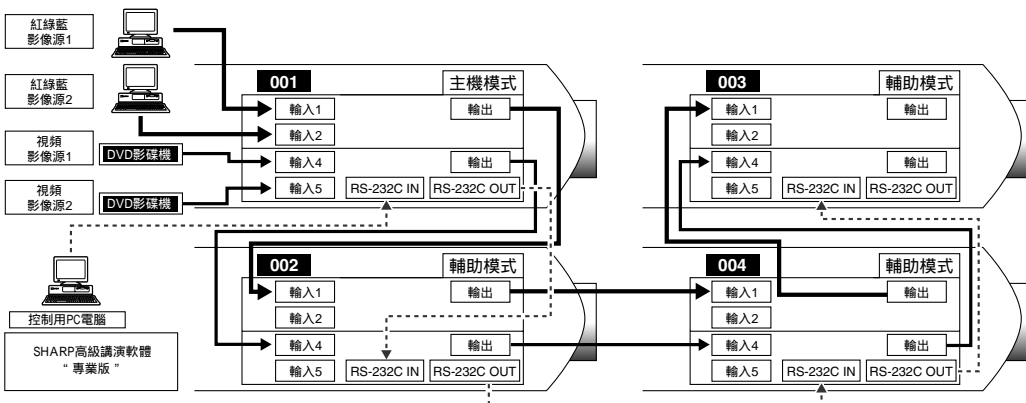 紅綠藍
影像源1
紅綠藍
影像源2
視頻
影像源1
DVD影碟機
視頻
影像源2
DVD影碟機
控制用PC電腦
SHARP高級講演軟體
“專業版”
001
主機模式
輸入1
輸出
輸入2
輸入4
輸出
輸入5
RS-232C IN
RS-232C OUT
002
輔助模式
輸入1
輸出
輸入2
輸入4
輸出
輸入5
RS-232C IN
RS-232C OUT
003
輔助模式
輸入1
輸出
輸入2
輸入4
輸出
輸入5
RS-232C IN
RS-232C OUT
004
輔助模式
輸入1
輸出
輸入2
輸入4
輸出
輸入5
RS-232C IN
RS-232C OUT